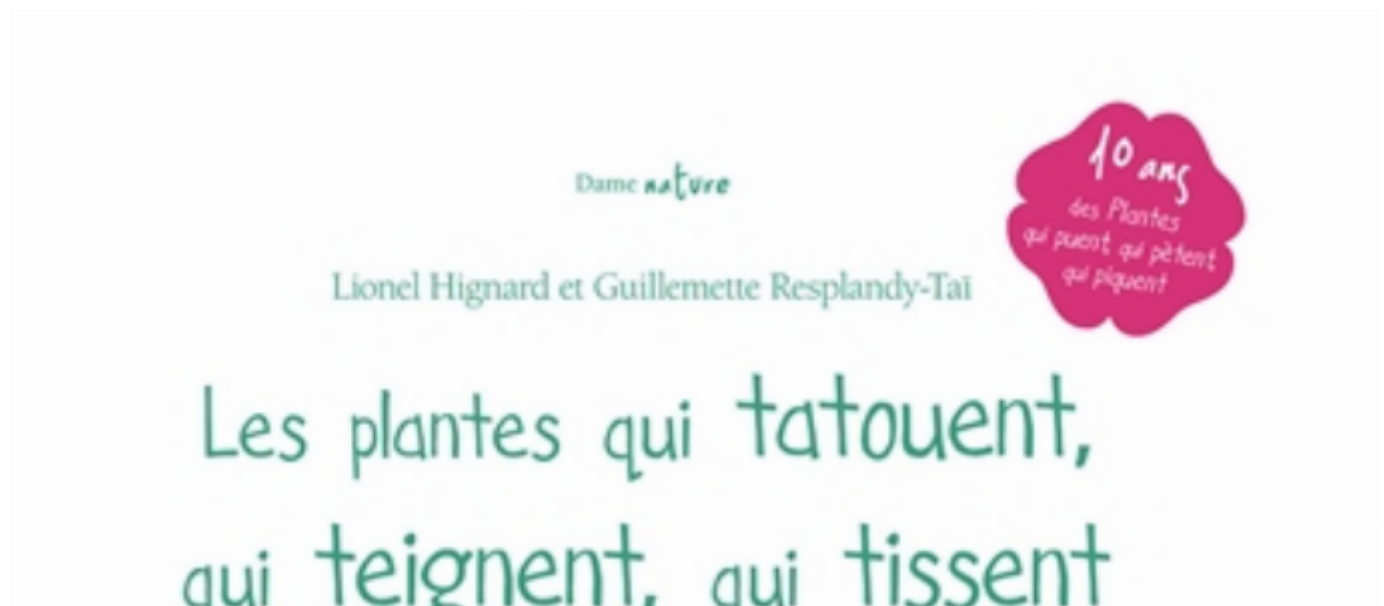 Dame nature
10 ans
des Plantes
qui puent qui pètent
qui piquent
Lionel Hignard et Guillemette Resplandy-Taï
Les plantes qui tatouent,
qui teignent, qui tissent